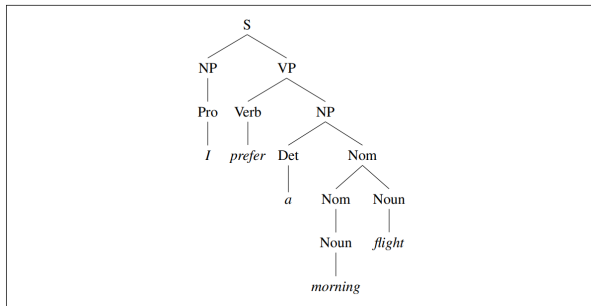 S
NP VP
Pro Verb NP
I prefer Det Nom
a Nom Noun
Noun flight
morning